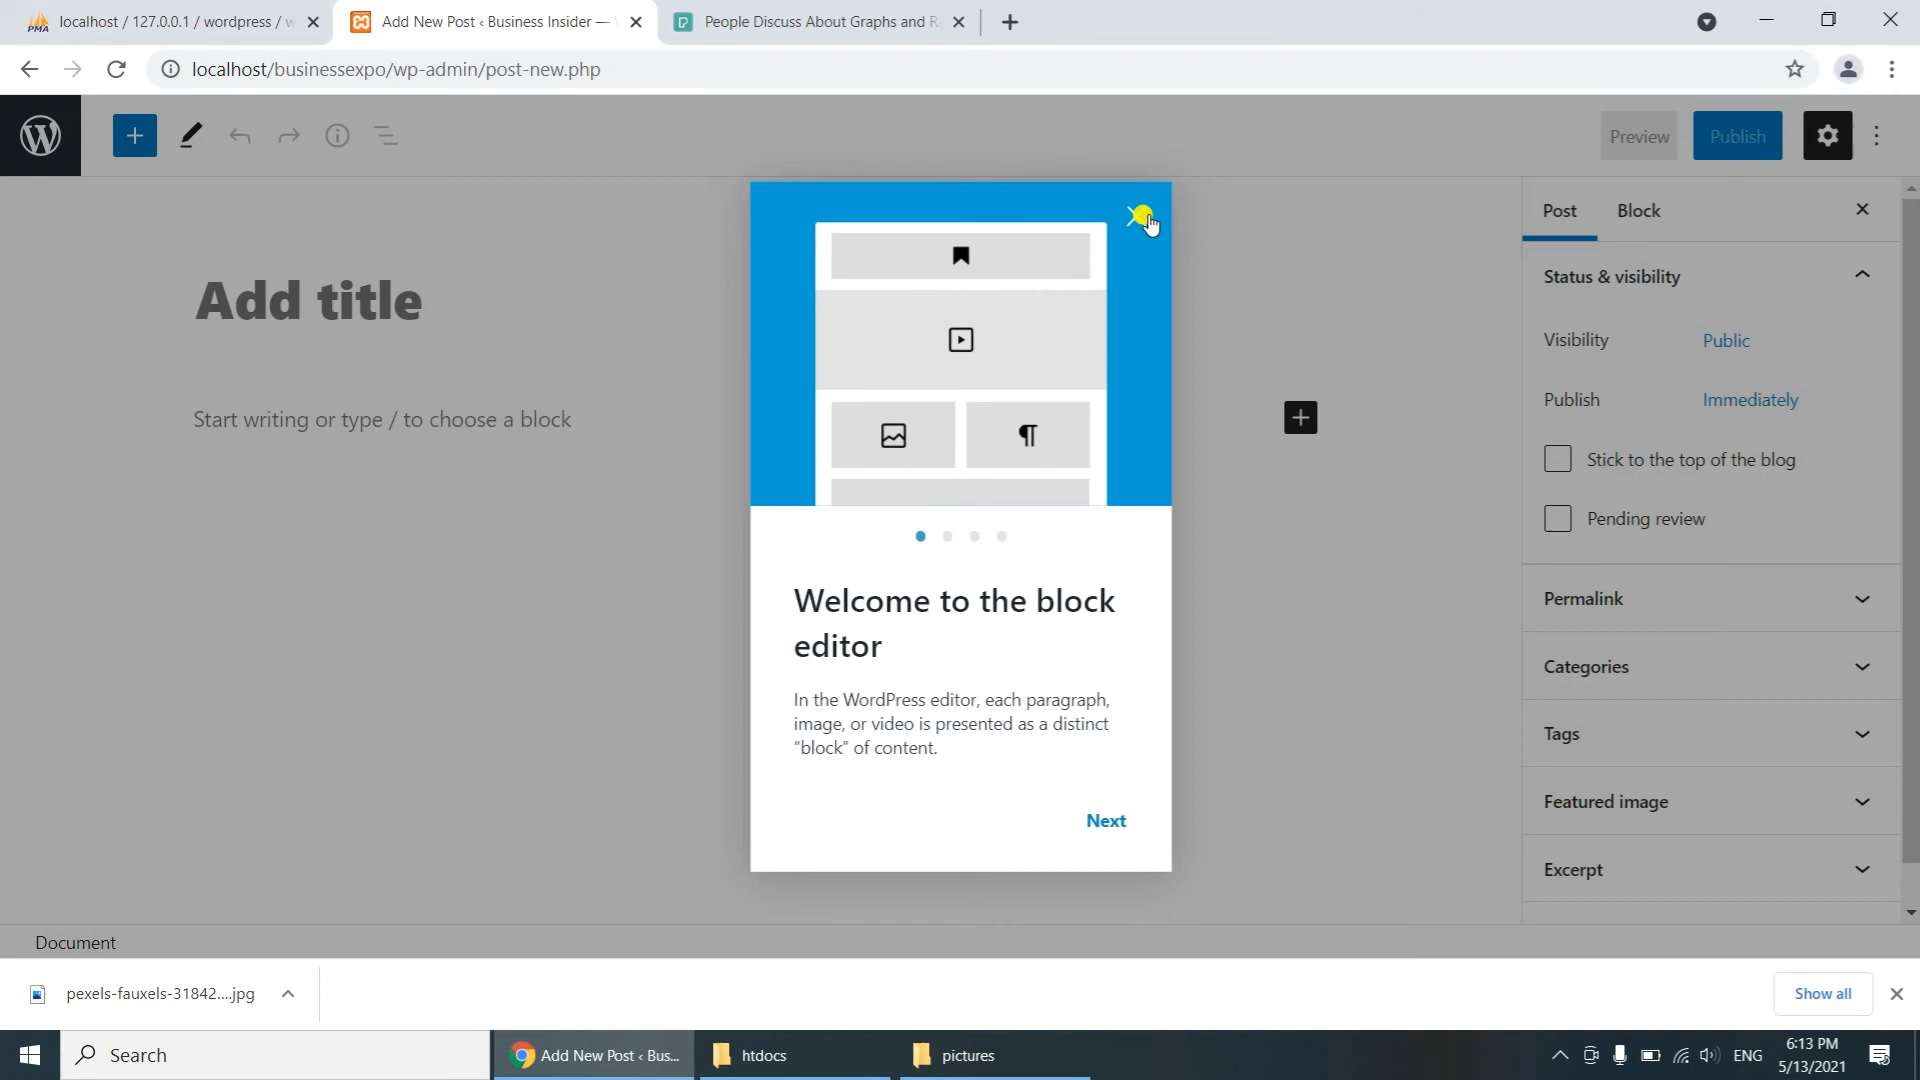 localhost / 127.0.0.1 / wordpress / w
Add New Post ‹ Business Insider —
People Discuss About Graphs and R
localhost/businessexpo/wp-admin/post-new.php
Preview
Publish
Add title
Start writing or type / to choose a block
Welcome to the block
editor
In the WordPress editor, each paragraph,
image, or video is presented as a distinct
“block” of content.
Next
Post
Block
Status & visibility
Visibility
Public
Publish
Immediately
Stick to the top of the blog
Pending review
Permalink
Categories
Tags
Featured image
Excerpt
Document
pexels-fauxels-31842....jpg
Show all
Search
Add New Post ‹ Bus...
htdocs
pictures
ENG
6:13 PM
5/13/2021